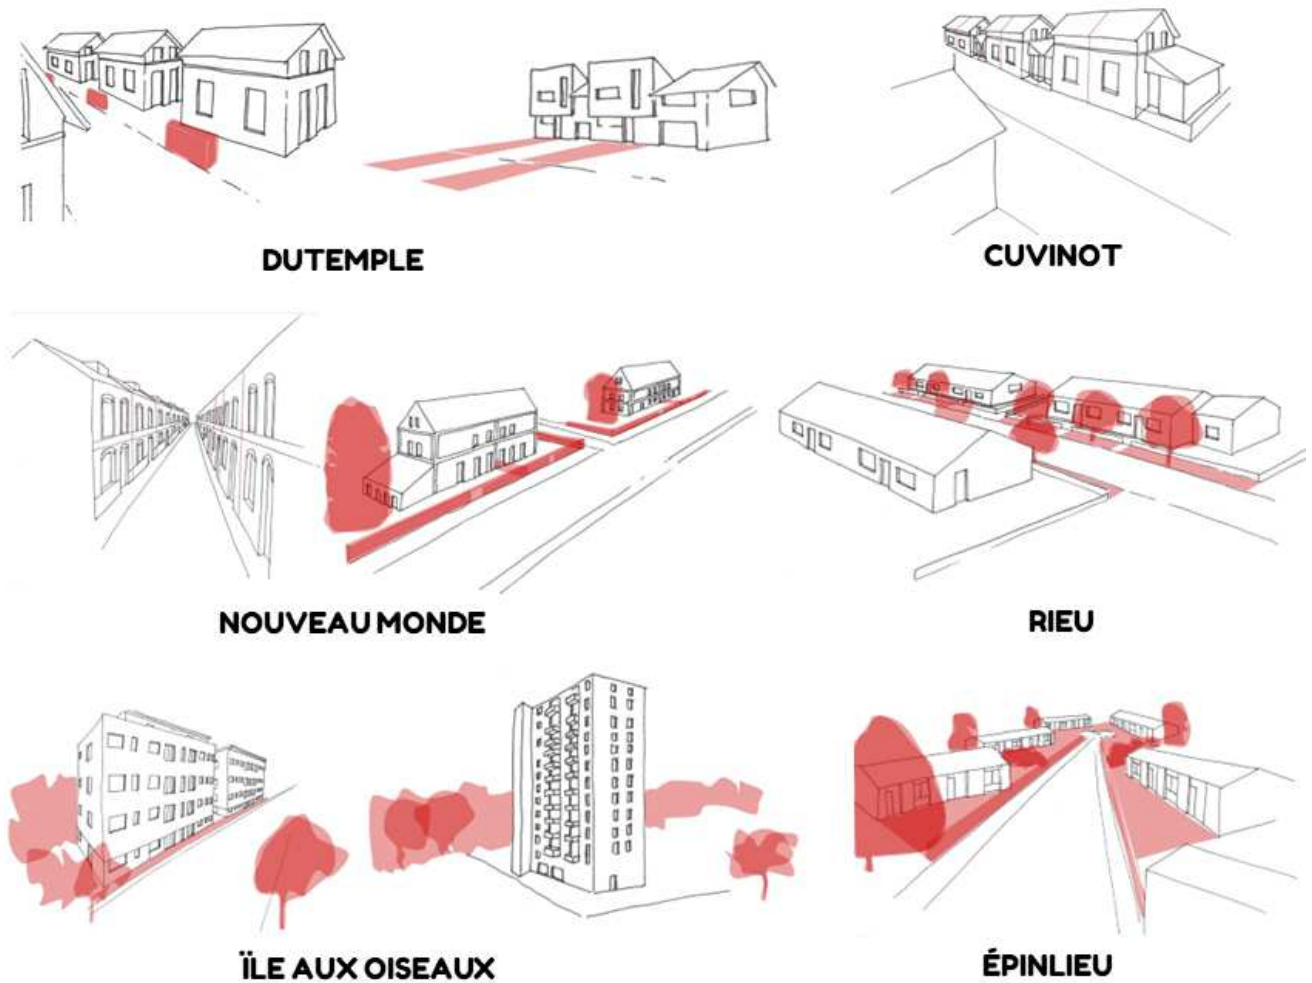 DUTEMPLE
CUVINOT
NOUVEAU MONDE
RIEU
ÏLE AUX OISEAUX
ÉPINLIEU